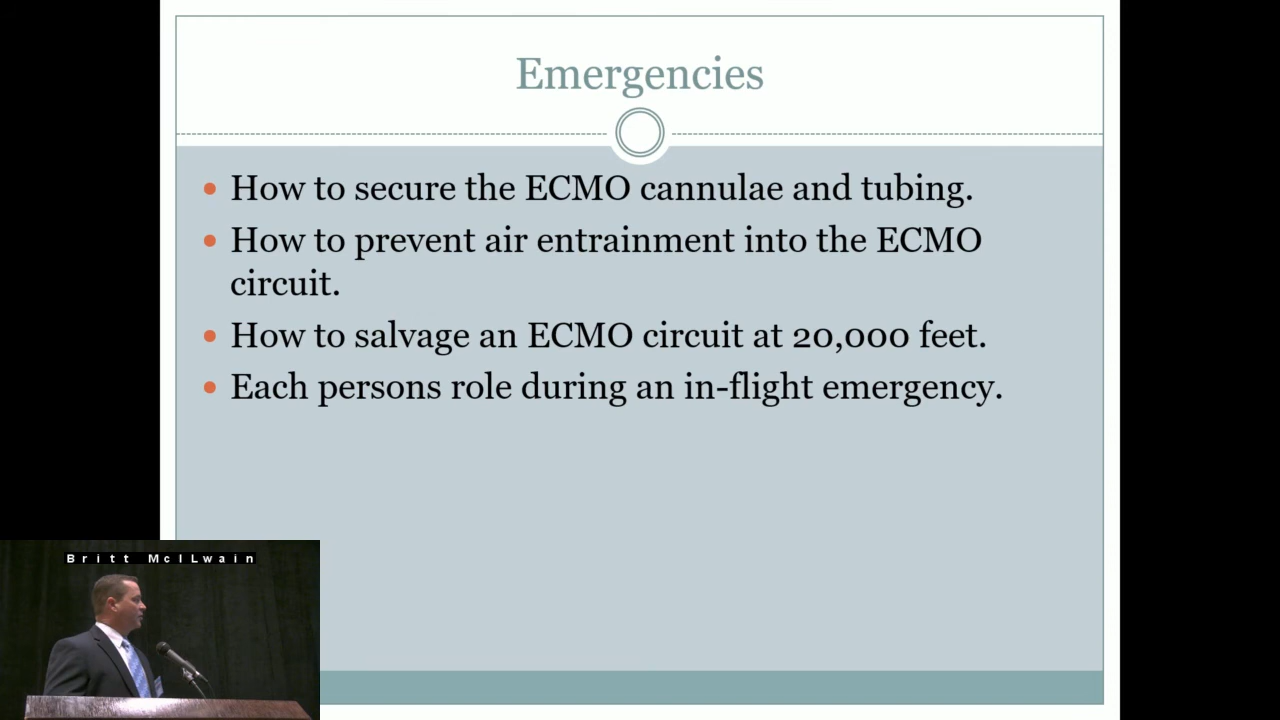 Emergencies
How to secure the ECMO cannulae and tubing.
How to prevent air entrainment into the ECMO
circuit.
How to salvage an ECMO circuit at 20,000 feet.
Each persons role during an in-flight emergency.
Britt McILwain